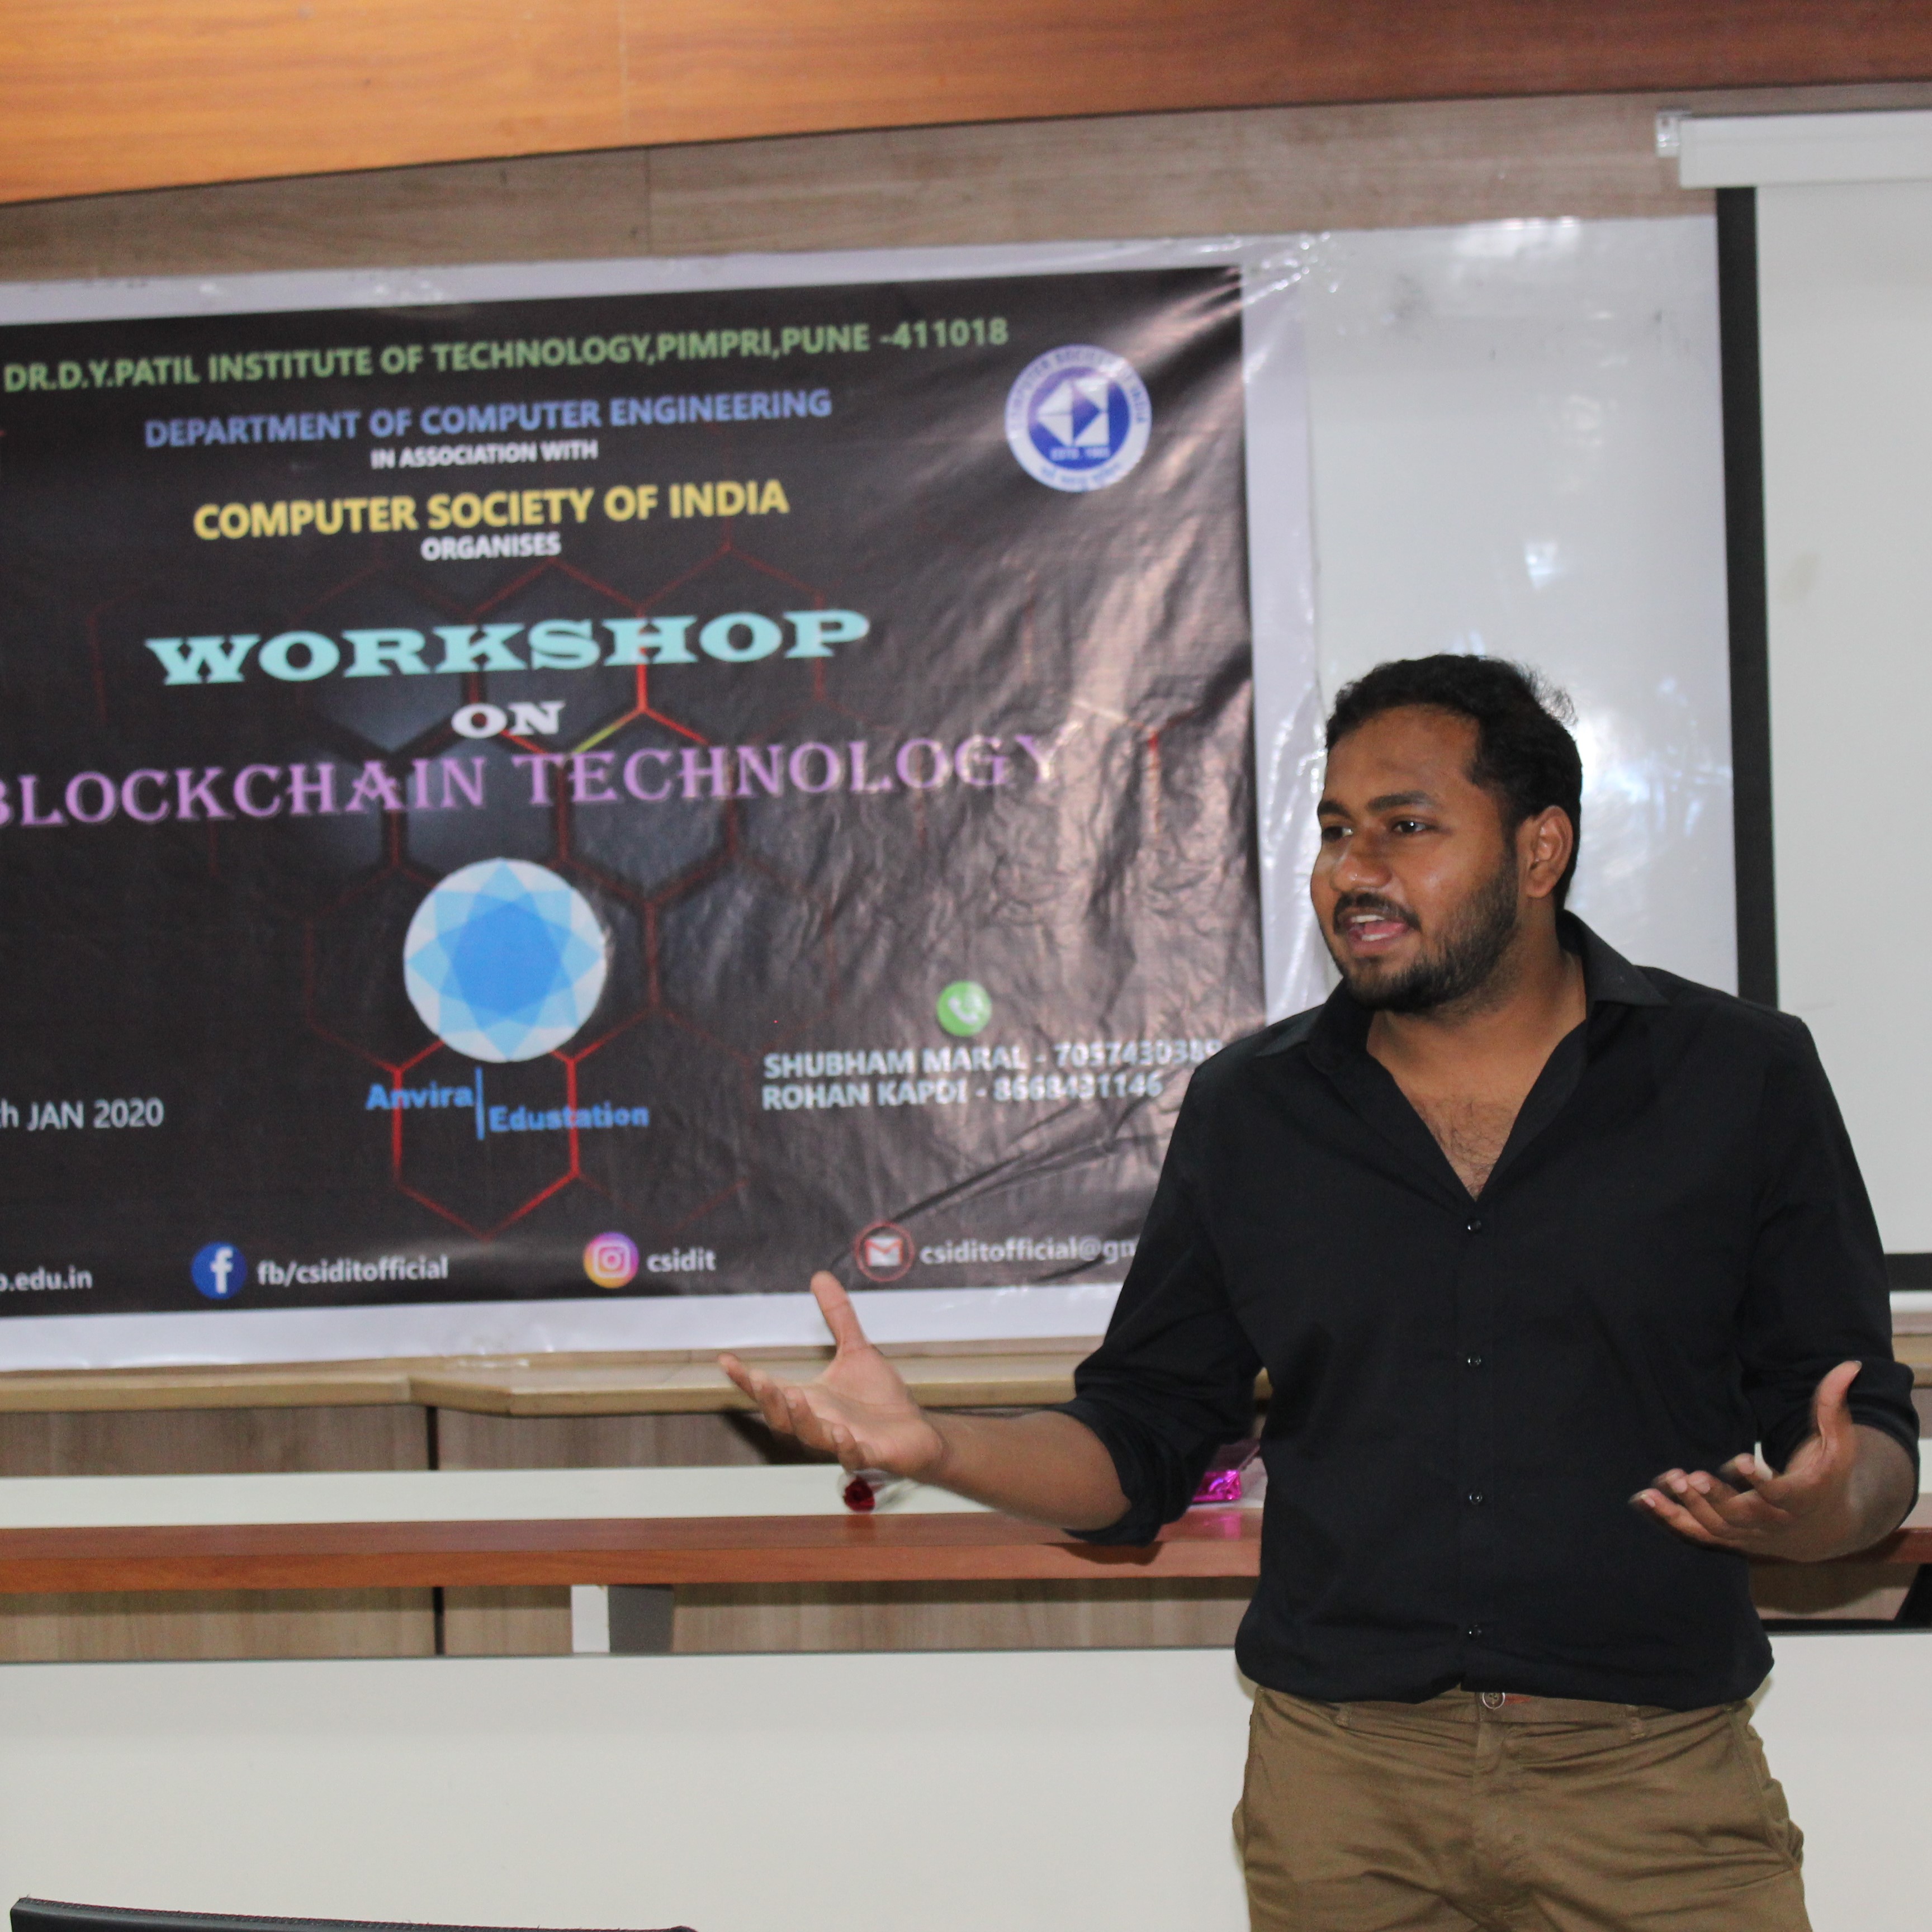 DR.D.Y.PATIL INSTITUTE OF TECHNOLOGY,PIMPRI,PUNE -411018
DEPARTMENT OF COMPUTER ENGINEERING
IN ASSOCIATION WITH
COMPUTER SOCIETY OF INDIA
ORGANISES
WORKSHOP
ON
BLOCKCHAIN TECHNOLOGY
SHUBHAM MARAL -
ROHAN KAPDI - 8668431146
JAN 2020
Anvira
Edustation
.edu.in
fb/csiditofficial
csidit
csiditofficial@